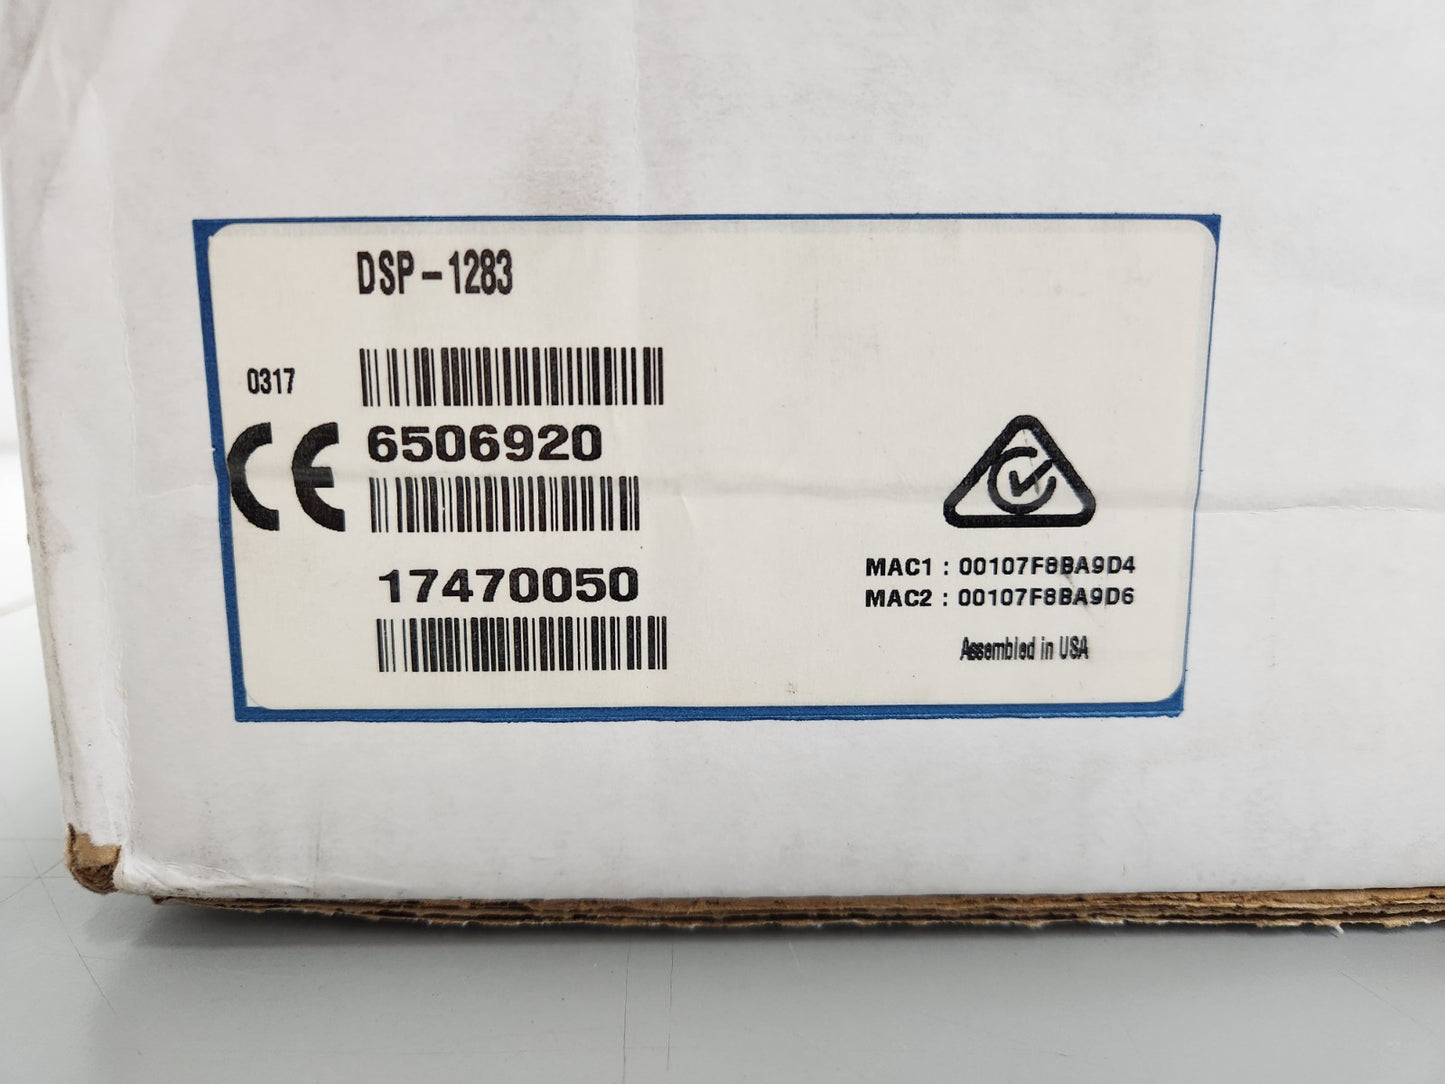 DSP-1283
0317
CE
6506920
17470050
MAC1 : 00107F8BA9D4
MAC2 : 00107F8BA9D6
Assembled in USA